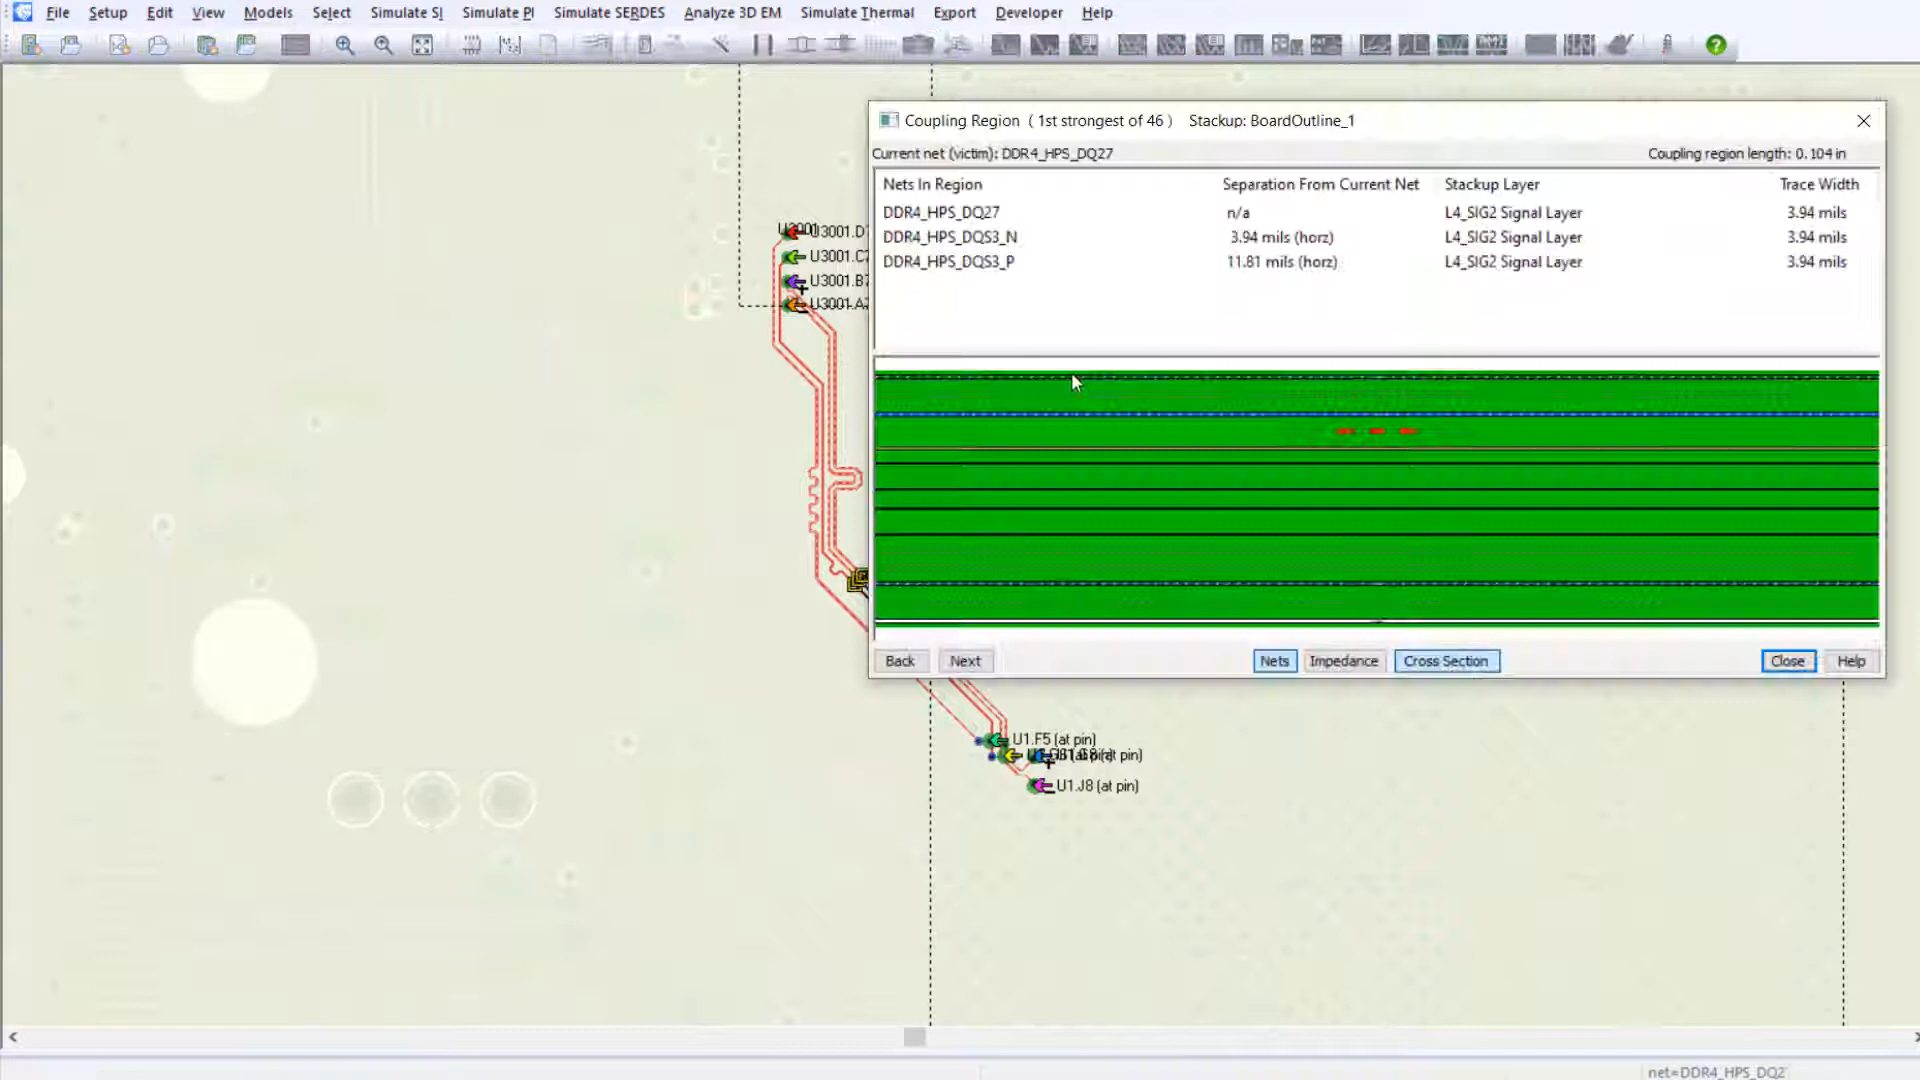 File Setup Edit View Models Select Simulate SI Simulate PI Simulate SERDES Analyze 3D EM Simulate Thermal Export Developer Help
Coupling Region ( 1st strongest of 46 ) Stackup: BoardOutline_1
Current net (victim): DDR4_HPS_DQ27 Coupling region length: 0.104 in
Nets In Region Separation From Current Net Stackup Layer Trace Width
DDR4_HPS_DQ27 n/a L4_SIG2 Signal Layer 3.94 mils
DDR4_HPS_DQS3_N 3.94 mils (horz) L4_SIG2 Signal Layer 3.94 mils
DDR4_HPS_DQS3_P 11.81 mils (horz) L4_SIG2 Signal Layer 3.94 mils
U3001.D7
U3001.C7
U3001.B7
U3001.A7
Back Next Nets Impedance Cross Section Close Help
U1.F5 (at pin)
U1.J8 (at pin)
net=DDR4_HPS_DQ2